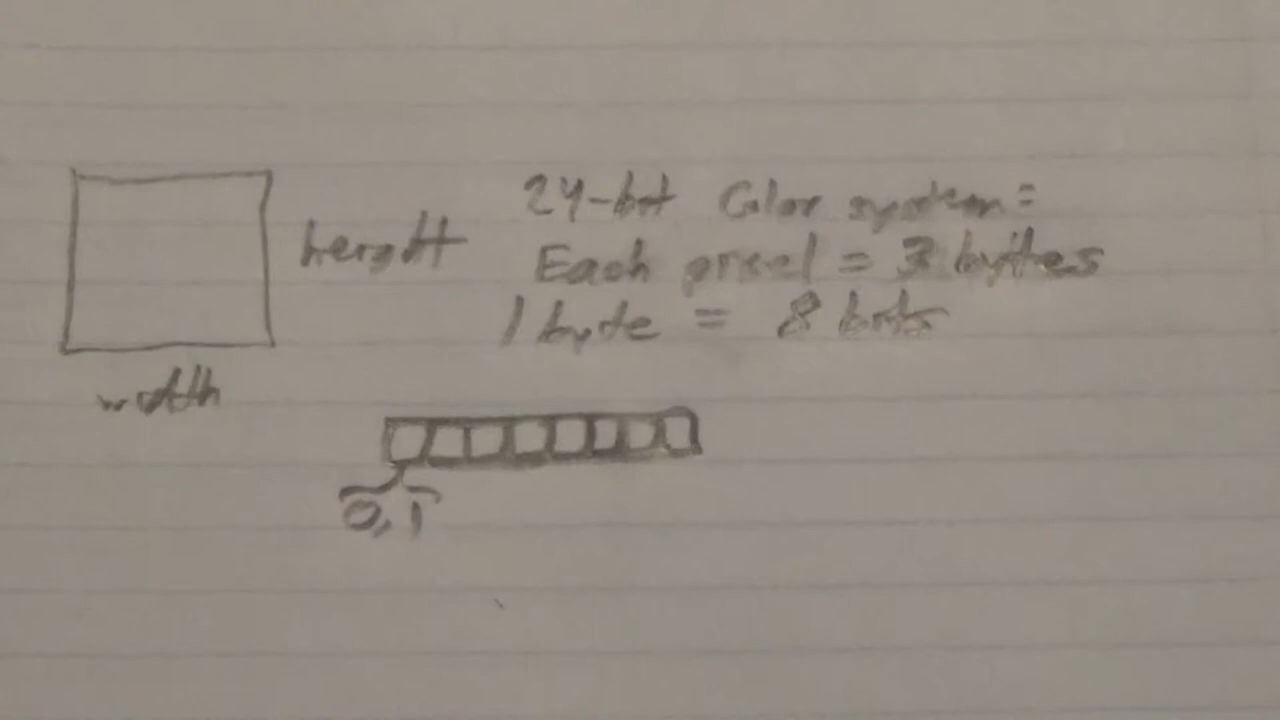 24-bit Color system:
height
Each pixel = 3 bytes
1 byte = 8 bits
width
0, 1